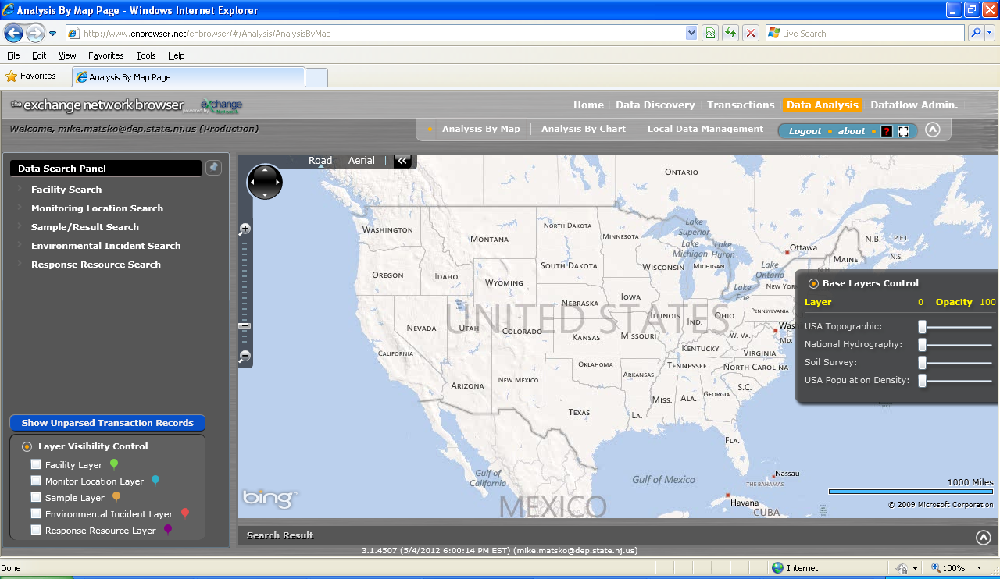 Analysis By Map Page - Windows Internet Explorer
http://www.enbrowser.net/enbrowser/#/Analysis/AnalysisByMap
Live Search
File Edit View Favorites Tools Help
Favorites
Analysis By Map Page
the exchange network browser
powered by exchange Network
Home Data Discovery Transactions Data Analysis Dataflow Admin.
Welcome, mike.matsko@dep.state.nj.us (Production)
Analysis By Map Analysis By Chart Local Data Management Logout about ?
Data Search Panel
Facility Search
Monitoring Location Search
Sample/Result Search
Environmental Incident Search
Response Resource Search
Show Unparsed Transaction Records
Layer Visibility Control
Facility Layer
Monitor Location Layer
Sample Layer
Environmental Incident Layer
Response Resource Layer
Road Aerial
ONTARIO
WASHINGTON
MONTANA
NORTH DAKOTA
MINNESOTA
Lake Superior
Lake Michigan
Lake Huron
Ottawa
N.B.
P.E.I.
N.S.
MAINE
OREGON
IDAHO
WYOMING
SOUTH DAKOTA
WISCONSIN
MICHIGAN
Lake Ontario
Lake Erie
NEW YOR
NEBRASKA
IOWA
UNITED STATES
NEVADA
UTAH
COLORADO
KANSAS
MISSOURI
ILLINOIS
IND.
OHIO
PENNSYLVANIA
Was
MD.
W. VA.
VIRGINIA
KENTUCKY
CALIFORNIA
ARIZONA
NEW MEXICO
OKLAHOMA
ARKANSAS
TENNESSEE
NORTH CAROLINA
S.C.
GEORGIA
ALA.
MISS.
LA.
TEXAS
FLA.
Gulf of California
Gulf of Mexico
MEXICO
Nassau
THE BAHAMAS
Havana
CUBA
bing™
1000 Miles
© 2009 Microsoft Corporation
Base Layers Control
Layer 0 Opacity 100
USA Topographic:
National Hydrography:
Soil Survey:
USA Population Density:
Search Result
3.1.4507 (5/4/2012 6:00:14 PM EST) (mike.matsko@dep.state.nj.us)
Done Internet 100%